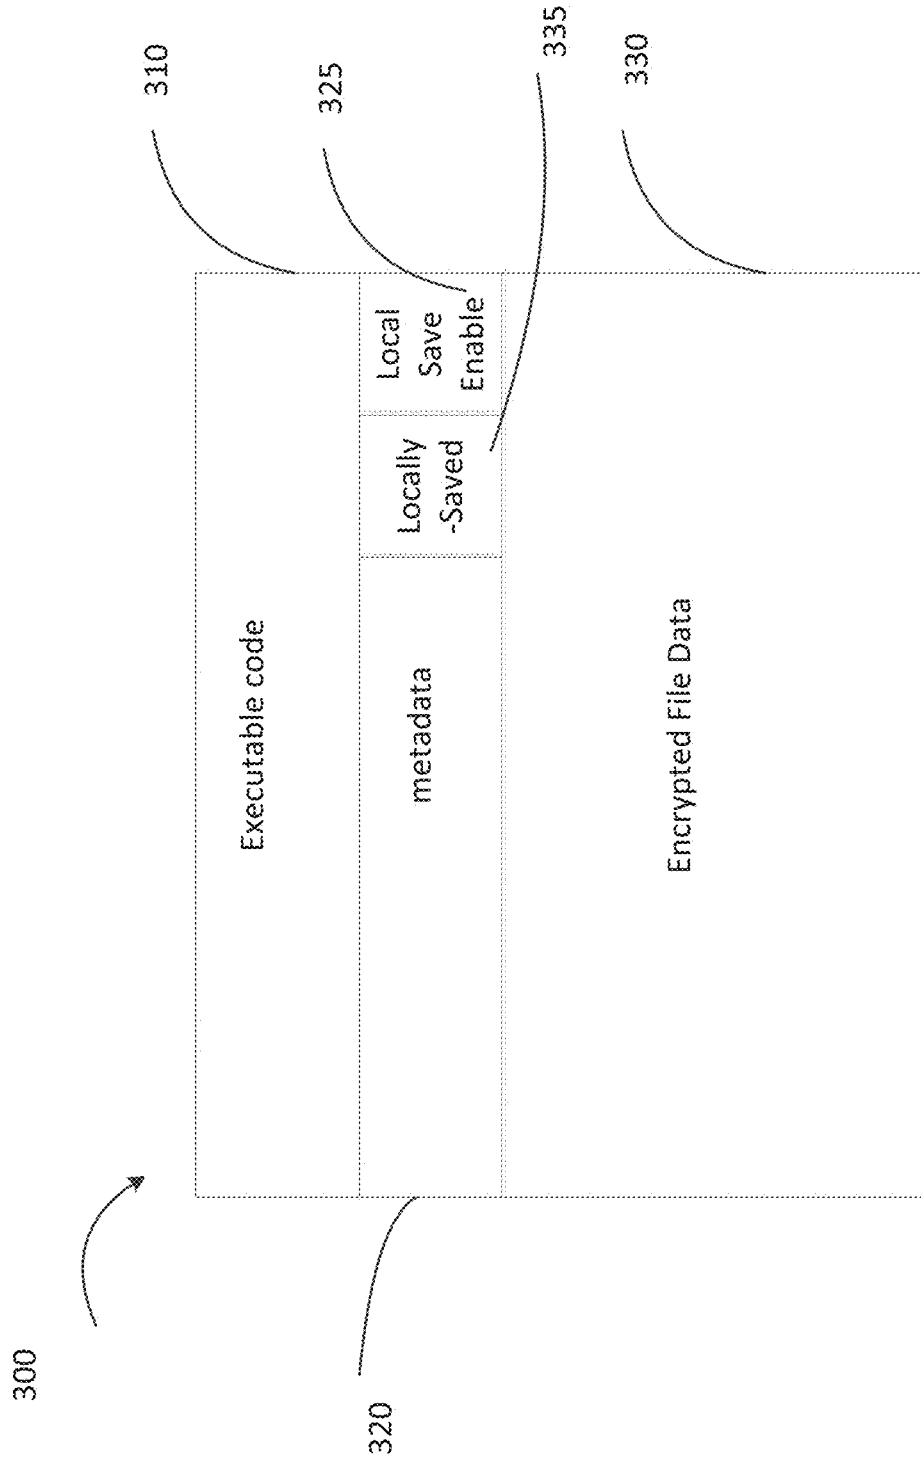 300
310
Executable code
325
320
metadata
Locally
-Saved
Local
Save
Enable
335
330
Encrypted File Data